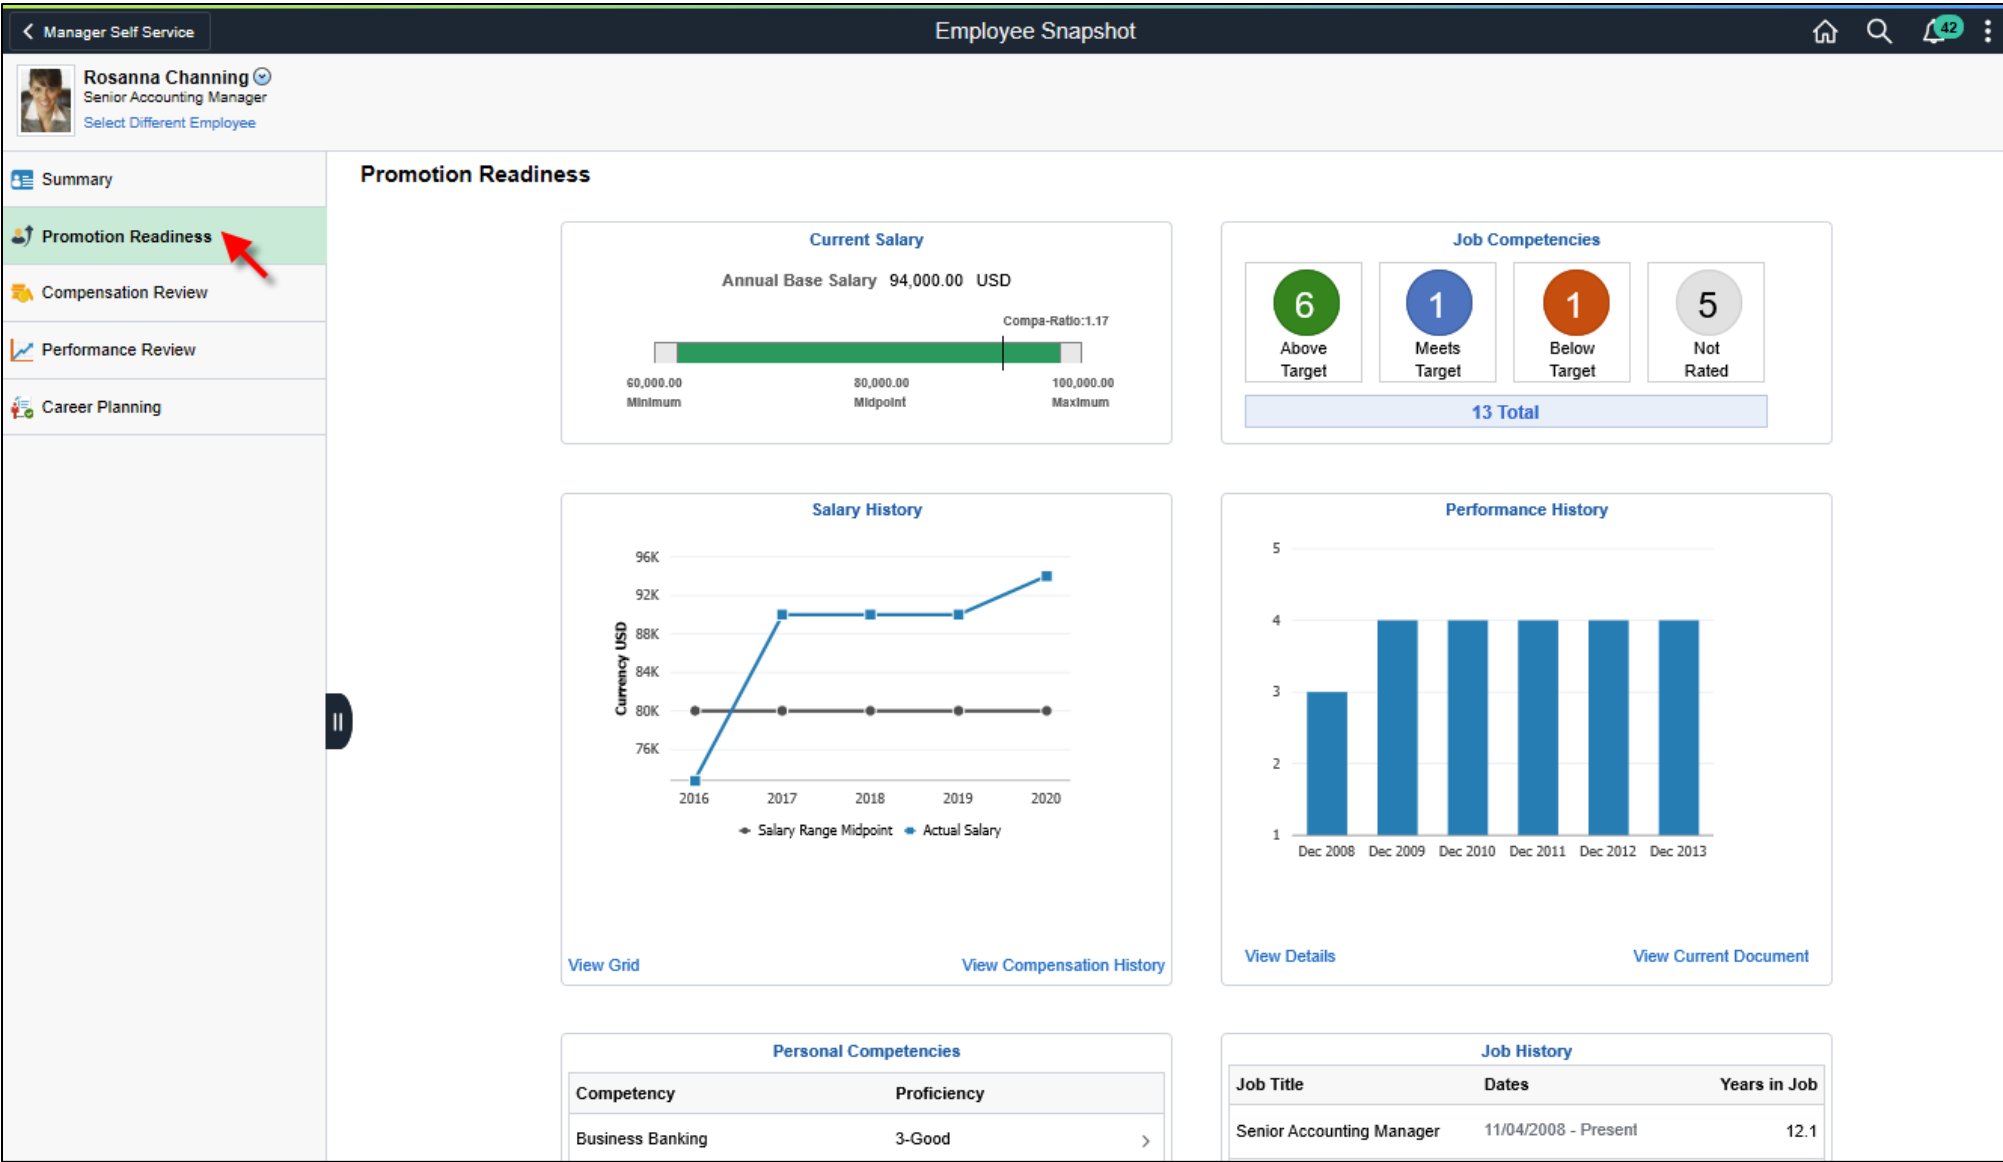 Manager Self Service
Employee Snapshot
42
Rosanna Channing
Senior Accounting Manager
Select Different Employee
Summary
Promotion Readiness
Compensation Review
Performance Review
Career Planning
Promotion Readiness
Current Salary
Annual Base Salary 94,000.00 USD
Compa-Ratio:1.17
60,000.00 80,000.00 100,000.00
Minimum Midpoint Maximum
Job Competencies
6 1 1 5
Above Meets Below Not
Target Target Target Rated
13 Total
Salary History
Currency USD
96K
92K
88K
84K
80K
76K
2016 2017 2018 2019 2020
Salary Range Midpoint Actual Salary
View Grid View Compensation History
Performance History
5
4
3
2
1
Dec 2008 Dec 2009 Dec 2010 Dec 2011 Dec 2012 Dec 2013
View Details View Current Document
Personal Competencies
Competency Proficiency
Business Banking 3-Good
Job History
Job Title Dates Years in Job
Senior Accounting Manager 11/04/2008 - Present 12.1